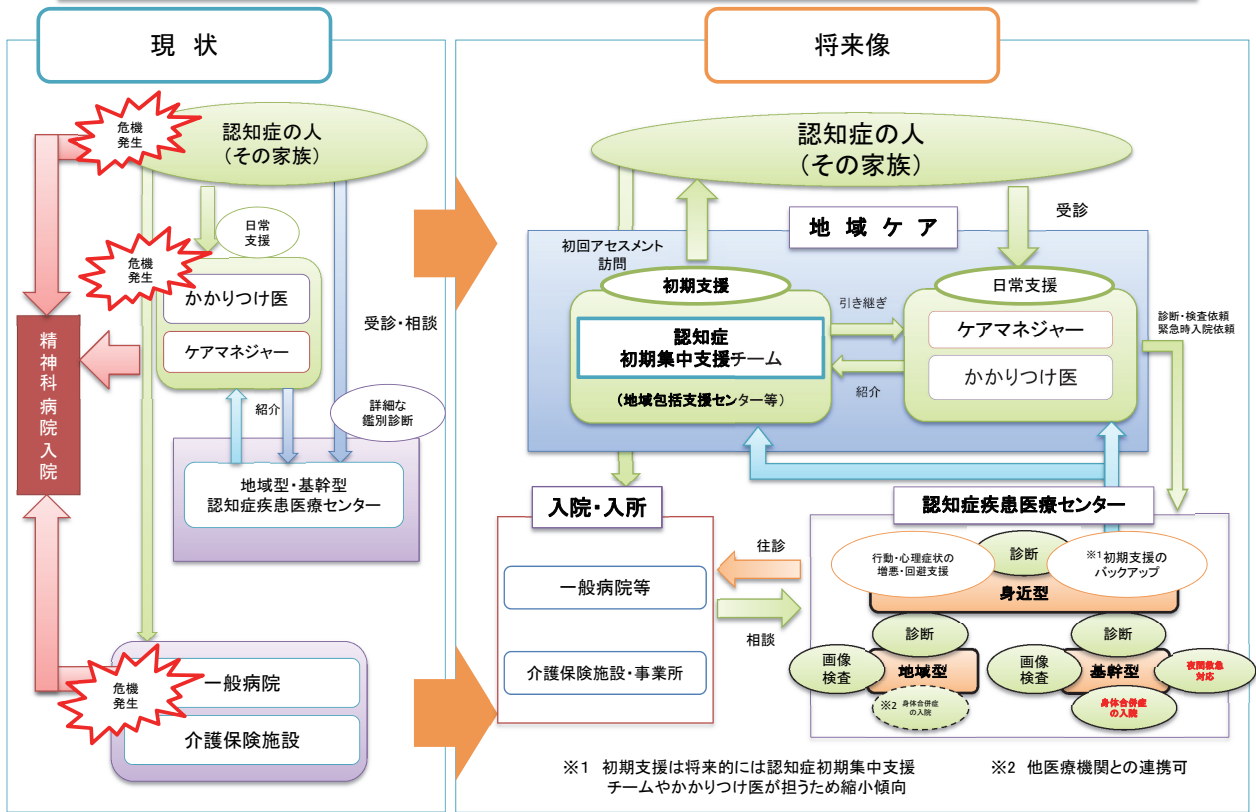 現 状
危機
発生
認知症の人
(その家族)
日常
支援
危機
発生
かかりつけ医
ケアマネジャー
受診・相談
精神科病院入院
紹介
詳細な
鑑別診断
地域型・基幹型
認知症疾患医療センター
危機
発生
一般病院
介護保険施設
将来像
認知症の人
(その家族)
受診
地 域 ケ ア
初回アセスメント
訪問
初期支援
日常支援
引き継ぎ
認知症
初期集中支援チーム
ケアマネジャー
診断・検査依頼
緊急時入院依頼
かかりつけ医
紹介
(地域包括支援センター等)
入院・入所
認知症疾患医療センター
往診
行動・心理症状の
増悪・回避支援
診断
※1初期支援の
バックアップ
一般病院等
身近型
相談
診断
診断
介護保険施設・事業所
画像
検査
地域型
画像
検査
基幹型
夜間救急
対応
※2 身体合併症
の入院
身体合併症
の入院
※1 初期支援は将来的には認知症初期集中支援
チームやかかりつけ医が担うため縮小傾向
※2 他医療機関との連携可